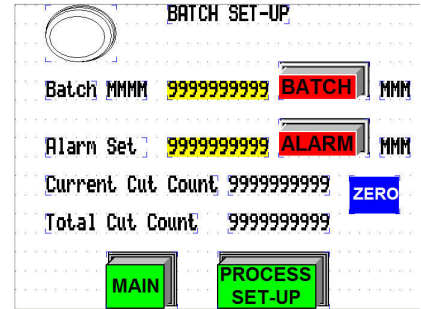 BATCH SET-UP
Batch MMMM 9999999999 BATCH MMM
Alarm Set 9999999999 ALARM MMM
Current Cut Count 9999999999 ZERO
Total Cut Count 9999999999
MAIN PROCESS
SET-UP